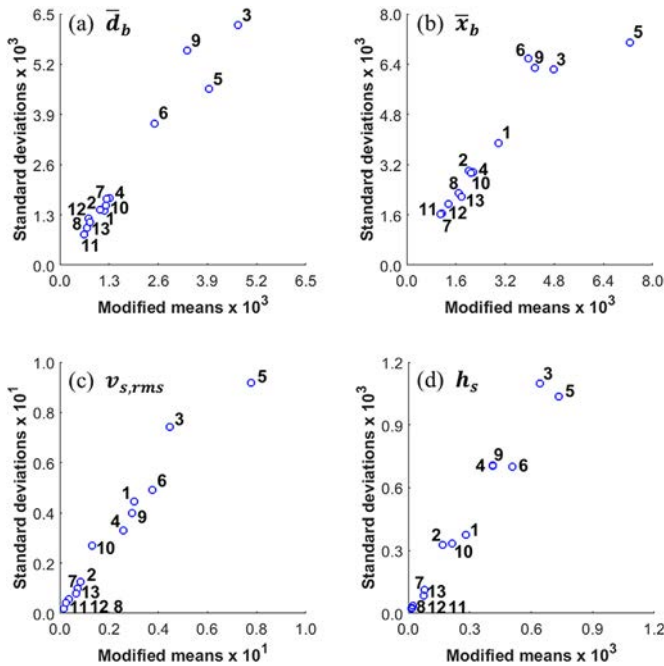 (a) d̅_b
Standard deviations x 10³
6.5
5.2
3.9
2.6
1.3
0.0
3
9
5
6
7 4
2 10
12 1
8 13
11
0.0 1.3 2.6 3.9 5.2 6.5
Modified means x 10³
(b) x̅_b
Standard deviations x 10³
8.0
6.4
4.8
3.2
1.6
0.0
5
6 9 3
1
2 4
8 10
13
11 12
7
0.0 1.6 3.2 4.8 6.4 8.0
Modified means x 10³
(c) v_s,rms
Standard deviations x 10¹
1.0
0.8
0.6
0.4
0.2
0.0
5
3
6
1
9
4
10
7 2
13
11 12 8
0.0 0.2 0.4 0.6 0.8 1.0
Modified means x 10¹
(d) h_s
Standard deviations x 10³
1.2
0.9
0.6
0.3
0.0
3
5
9
4 6
2 1
10
7
13
8 12 11
0.0 0.3 0.6 0.9 1.2
Modified means x 10³